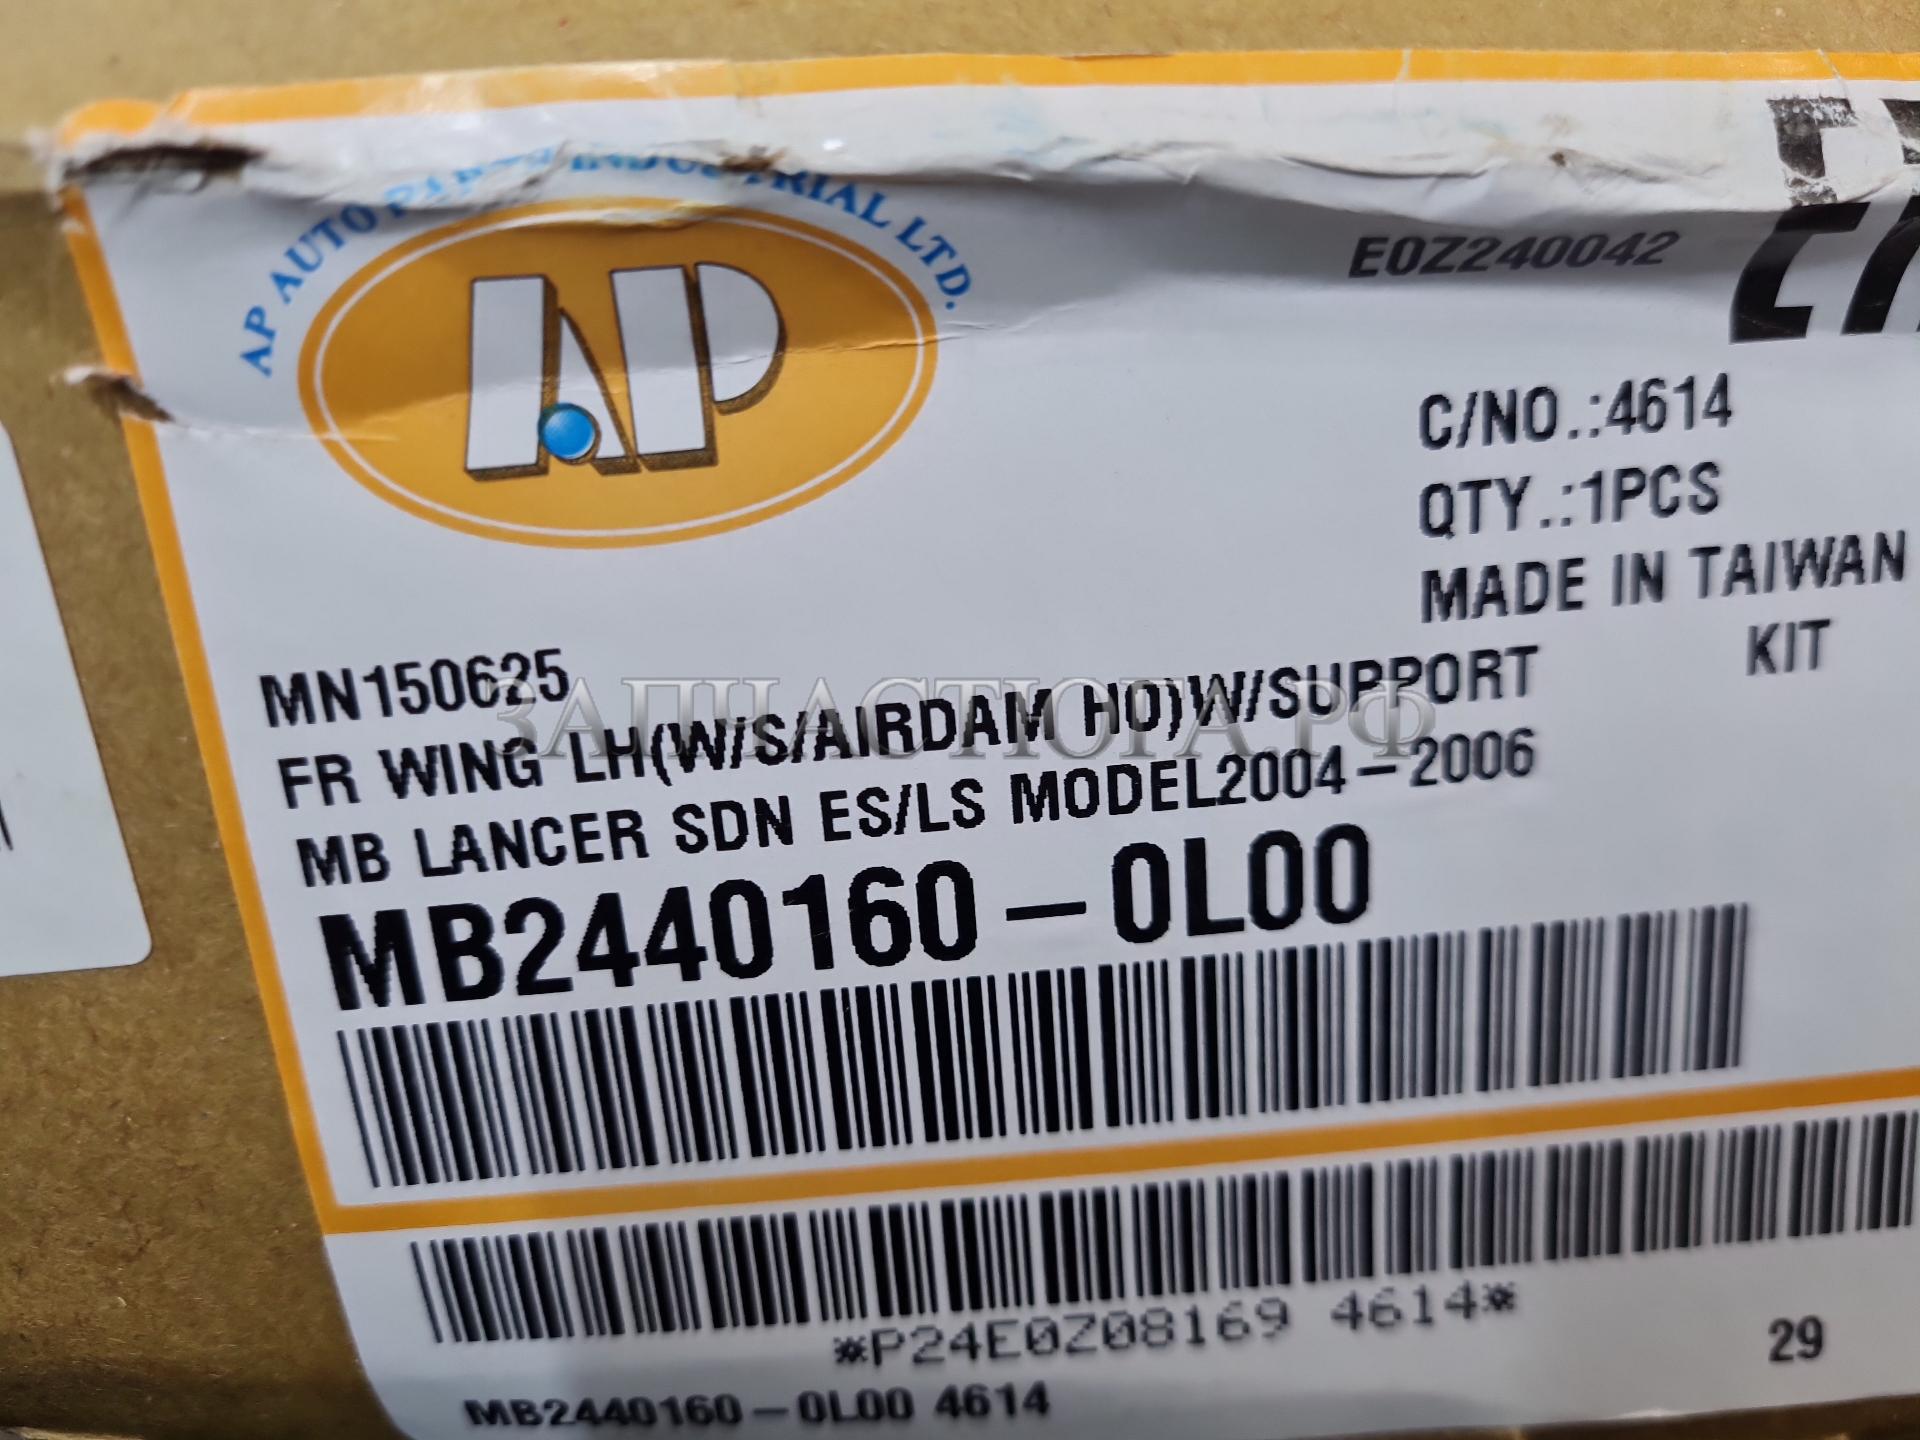 AP AUTO PARTS INDUSTRIAL LTD.
AP
E0Z240042
C/NO.:4614
QTY.:1PCS
MADE IN TAIWAN
KIT
MN150625
FR WING LH(W/S/AIRDAM HO)W/SUPPORT
ЗАПЧАСТЮГА.РФ
MB LANCER SDN ES/LS MODEL2004-2006
MB2440160-0L00
*P24E0Z08169 4614*
29
MB2440160-0L00 4614